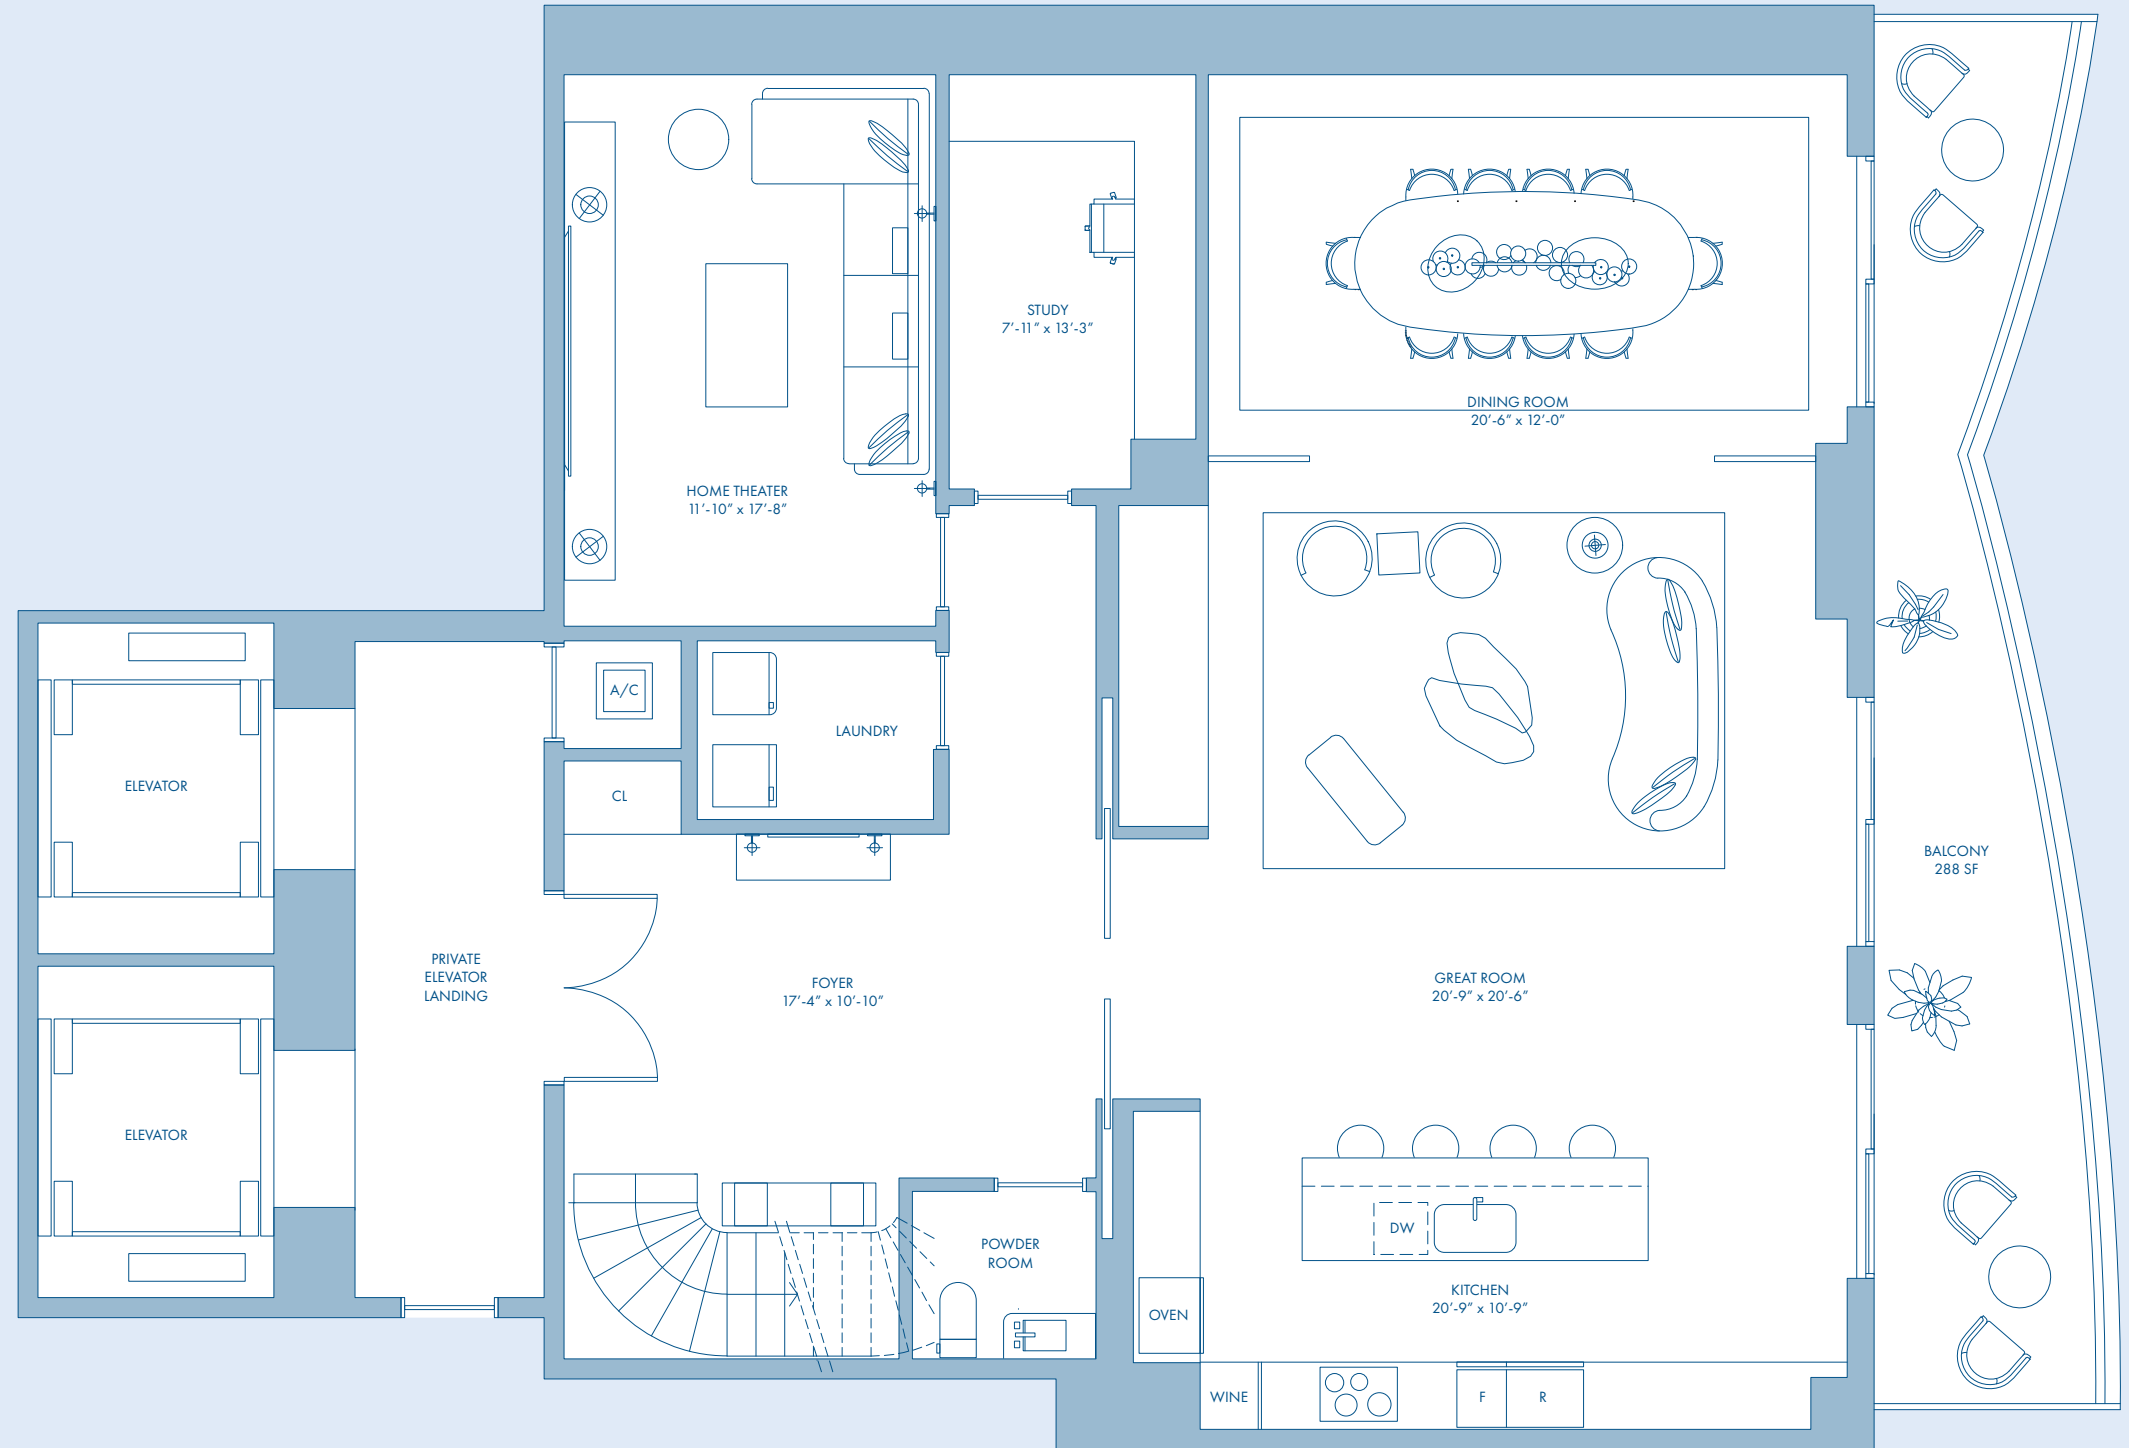 STUDY
7’-11” x 13’-3”
DINING ROOM
20’-6” x 12’-0”
HOME THEATER
11’-10” x 17’-8”
A/C
LAUNDRY
ELEVATOR
CL
BALCONY
288 SF
PRIVATE
ELEVATOR
LANDING
FOYER
17’-4” x 10’-10”
GREAT ROOM
20’-9” x 20’-6”
ELEVATOR
DW
POWDER
ROOM
KITCHEN
20’-9” x 10’-9”
OVEN
WINE
F
R